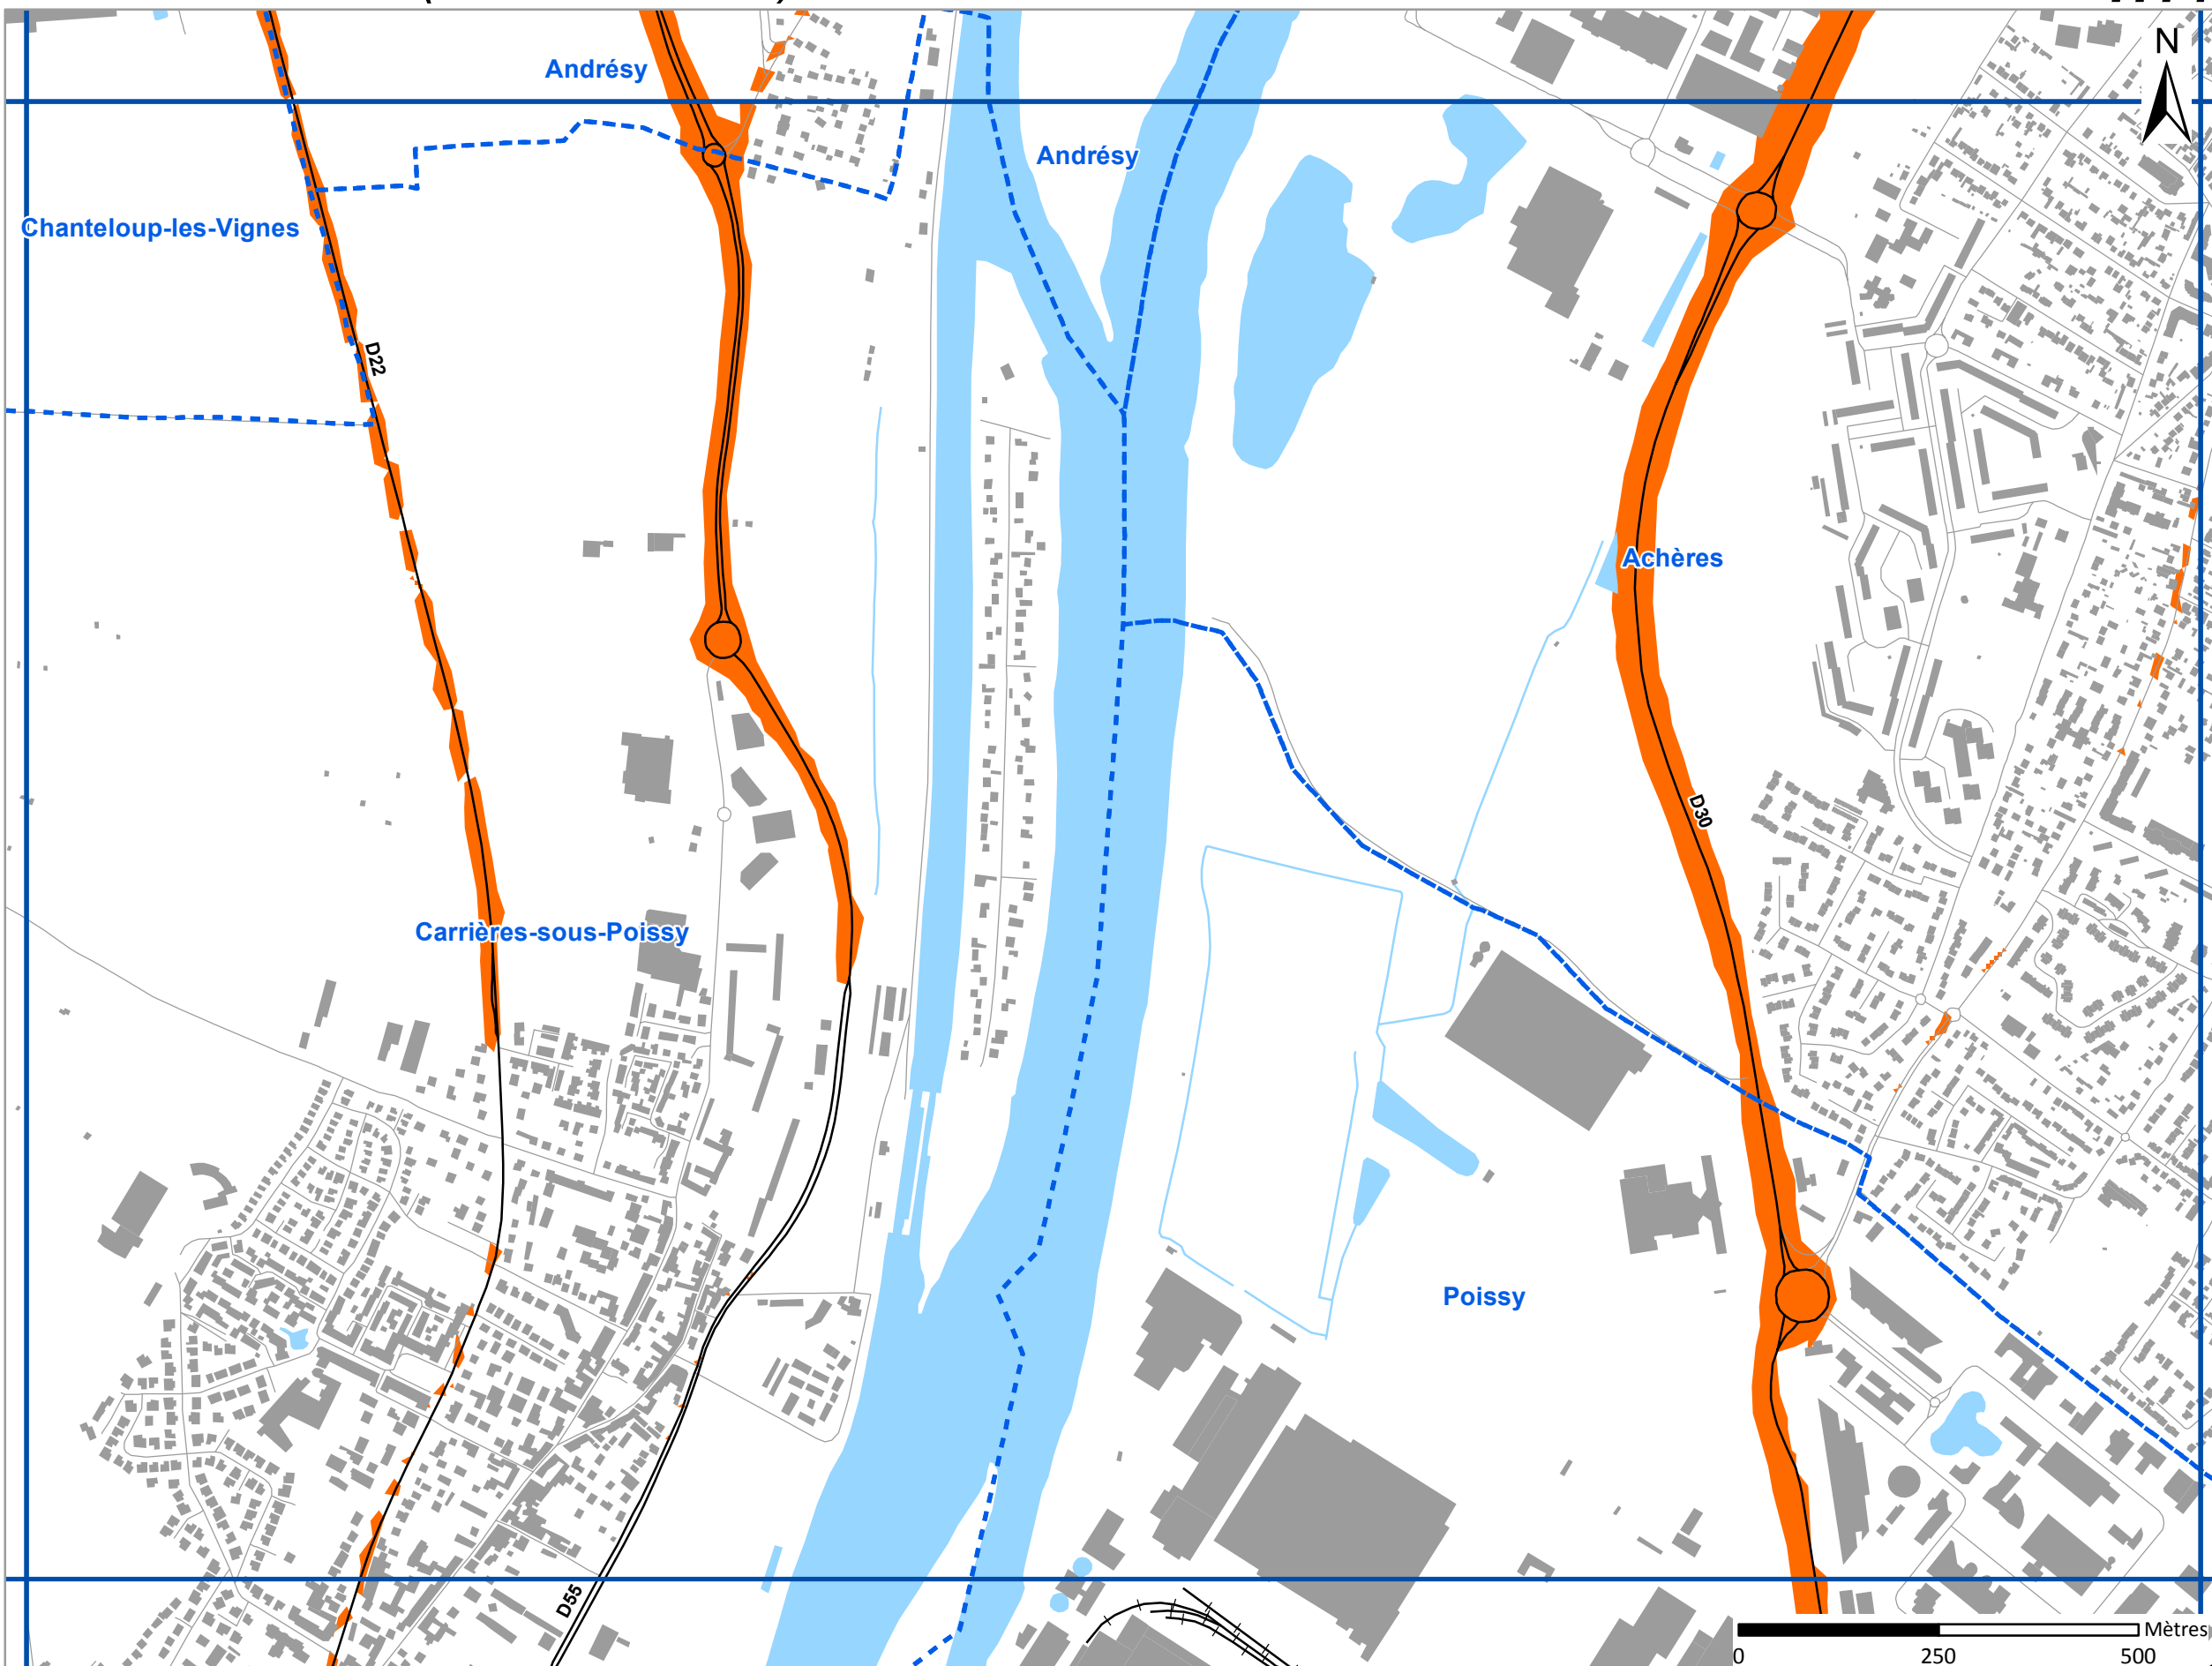 N
Andrésy
Andrésy
Chanteloup-les-Vignes
D22
Achères
D30
Carrières-sous-Poissy
Poissy
D55
Mètres
0 250 500